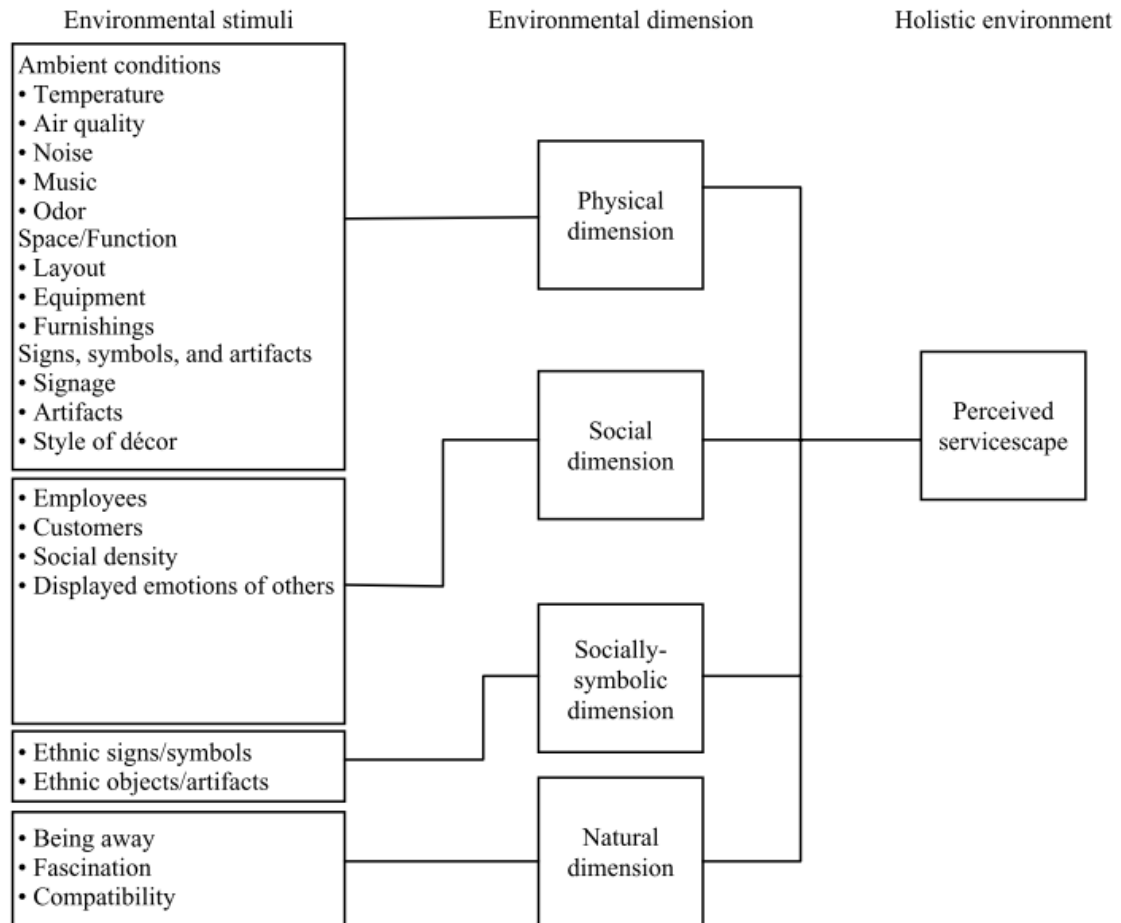 Environmental stimuli
Environmental dimension
Holistic environment
Ambient conditions
• Temperature
• Air quality
• Noise
• Music
• Odor
Space/Function
• Layout
• Equipment
• Furnishings
Signs, symbols, and artifacts
• Signage
• Artifacts
• Style of décor
• Employees
• Customers
• Social density
• Displayed emotions of others
• Ethnic signs/symbols
• Ethnic objects/artifacts
• Being away
• Fascination
• Compatibility
Physical
dimension
Social
dimension
Socially-
symbolic
dimension
Natural
dimension
Perceived
servicescape